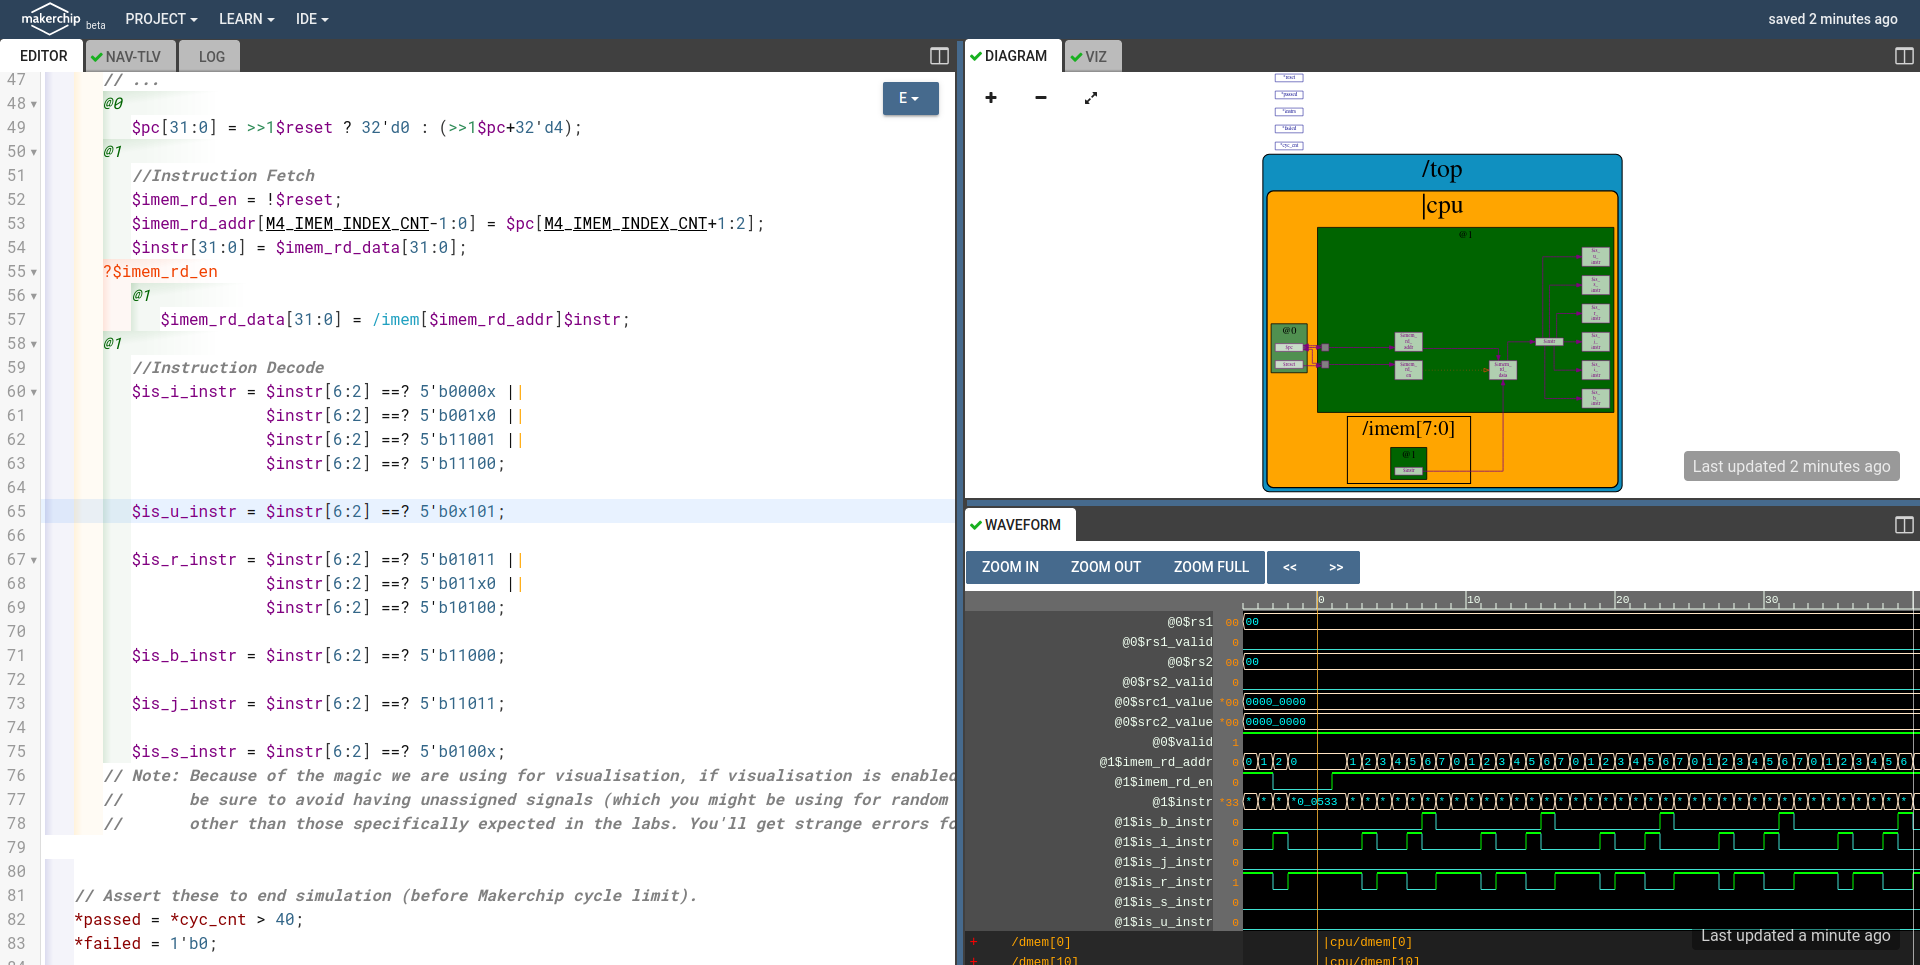 makerchip beta PROJECT LEARN IDE saved 2 minutes ago
EDITOR NAV-TLV LOG
E
47 // ...
48 @0
49 $pc[31:0] = >>1$reset ? 32'd0 : (>>1$pc+32'd4);
50 @1
51 //Instruction Fetch
52 $imem_rd_en = !$reset;
53 $imem_rd_addr[M4_IMEM_INDEX_CNT-1:0] = $pc[M4_IMEM_INDEX_CNT+1:2];
54 $instr[31:0] = $imem_rd_data[31:0];
55 ?$imem_rd_en
56 @1
57 $imem_rd_data[31:0] = /imem[$imem_rd_addr]$instr;
58 @1
59 //Instruction Decode
60 $is_i_instr = $instr[6:2] ==? 5'b0000x ||
61 $instr[6:2] ==? 5'b001x0 ||
62 $instr[6:2] ==? 5'b11001 ||
63 $instr[6:2] ==? 5'b11100;
64
65 $is_u_instr = $instr[6:2] ==? 5'b0x101;
66
67 $is_r_instr = $instr[6:2] ==? 5'b01011 ||
68 $instr[6:2] ==? 5'b011x0 ||
69 $instr[6:2] ==? 5'b10100;
70
71 $is_b_instr = $instr[6:2] ==? 5'b11000;
72
73 $is_j_instr = $instr[6:2] ==? 5'b11011;
74
75 $is_s_instr = $instr[6:2] ==? 5'b0100x;
76 // Note: Because of the magic we are using for visualisation, if visualisation is enabled
77 // be sure to avoid having unassigned signals (which you might be using for random
78 // other than those specifically expected in the labs. You'll get strange errors fo
79
80
81 // Assert these to end simulation (before Makerchip cycle limit).
82 *passed = *cyc_cnt > 40;
83 *failed = 1'b0;
DIAGRAM VIZ
+ −
/top
|cpu
@1
@0
/imem[7:0]
@1
Last updated 2 minutes ago
WAVEFORM
ZOOM IN ZOOM OUT ZOOM FULL << >>
0 10 20 30
@0$rs1 00 00
@0$rs1_valid 0
@0$rs2 00 00
@0$rs2_valid 0
@0$src1_value *00 0000_0000
@0$src2_value *00 0000_0000
@0$valid 1
@1$imem_rd_addr 0 0 1 2 0 1 2 3 4 5 6 7 0 1 2 3 4 5 6 7 0 1 2 3 4 5 6 7 0 1 2 3 4 5 6 7 0 1 2 3 4 5 6
@1$imem_rd_en 0
@1$instr *33 * * * *0_0533 * * * * * * * * * * * * * * * * * * * * * * * * * * * * * * * * * * * * * *
@1$is_b_instr 0
@1$is_i_instr 0
@1$is_j_instr 0
@1$is_r_instr 1
@1$is_s_instr 0
@1$is_u_instr 0
+ /dmem[0] |cpu/dmem[0]
+ /dmem[10] |cpu/dmem[10]
Last updated a minute ago